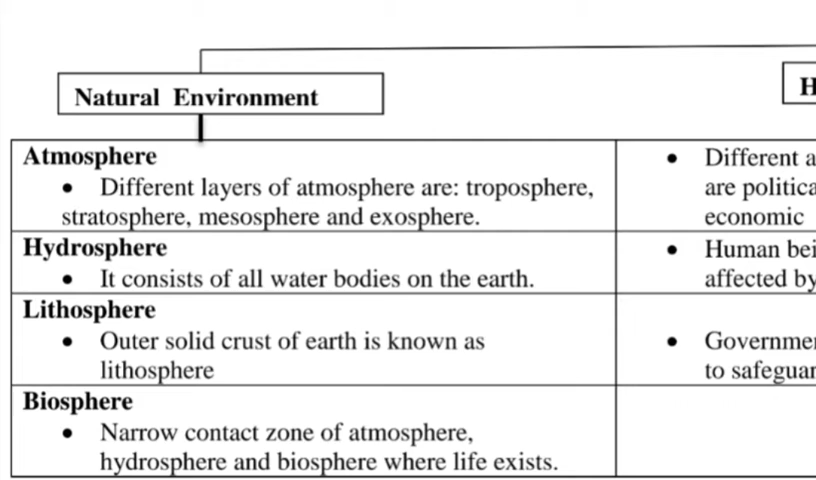 Natural Environment
Atmosphere
• Different layers of atmosphere are: troposphere,
stratosphere, mesosphere and exosphere.
Hydrosphere
• It consists of all water bodies on the earth.
Lithosphere
• Outer solid crust of earth is known as
lithosphere
Biosphere
• Narrow contact zone of atmosphere,
hydrosphere and biosphere where life exists.
H
• Different a
are politica
economic
• Human bei
affected by
• Governme
to safeguar